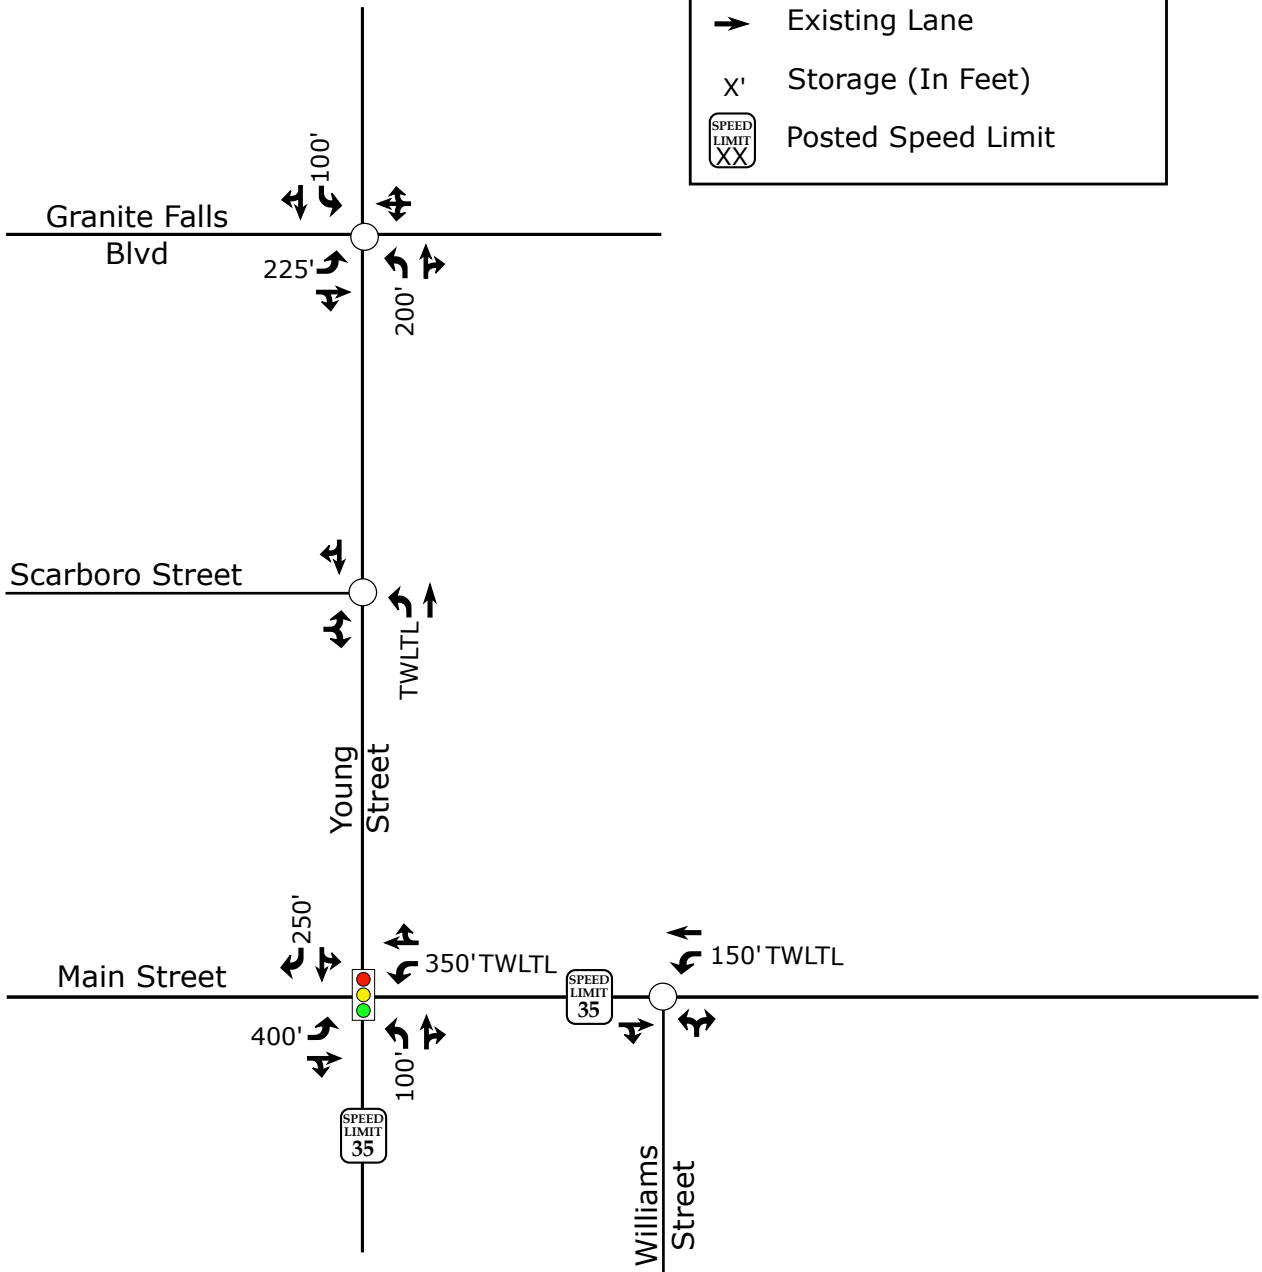 Existing Lane
X' Storage (In Feet)
SPEED
LIMIT
XX
Posted Speed Limit
100'
Granite Falls
Blvd
225'
200'
Scarboro Street
TWLTL
Young
Street
250'
Main Street
350' TWLTL
150' TWLTL
SPEED
LIMIT
35
400'
100'
SPEED
LIMIT
35
Williams
Street